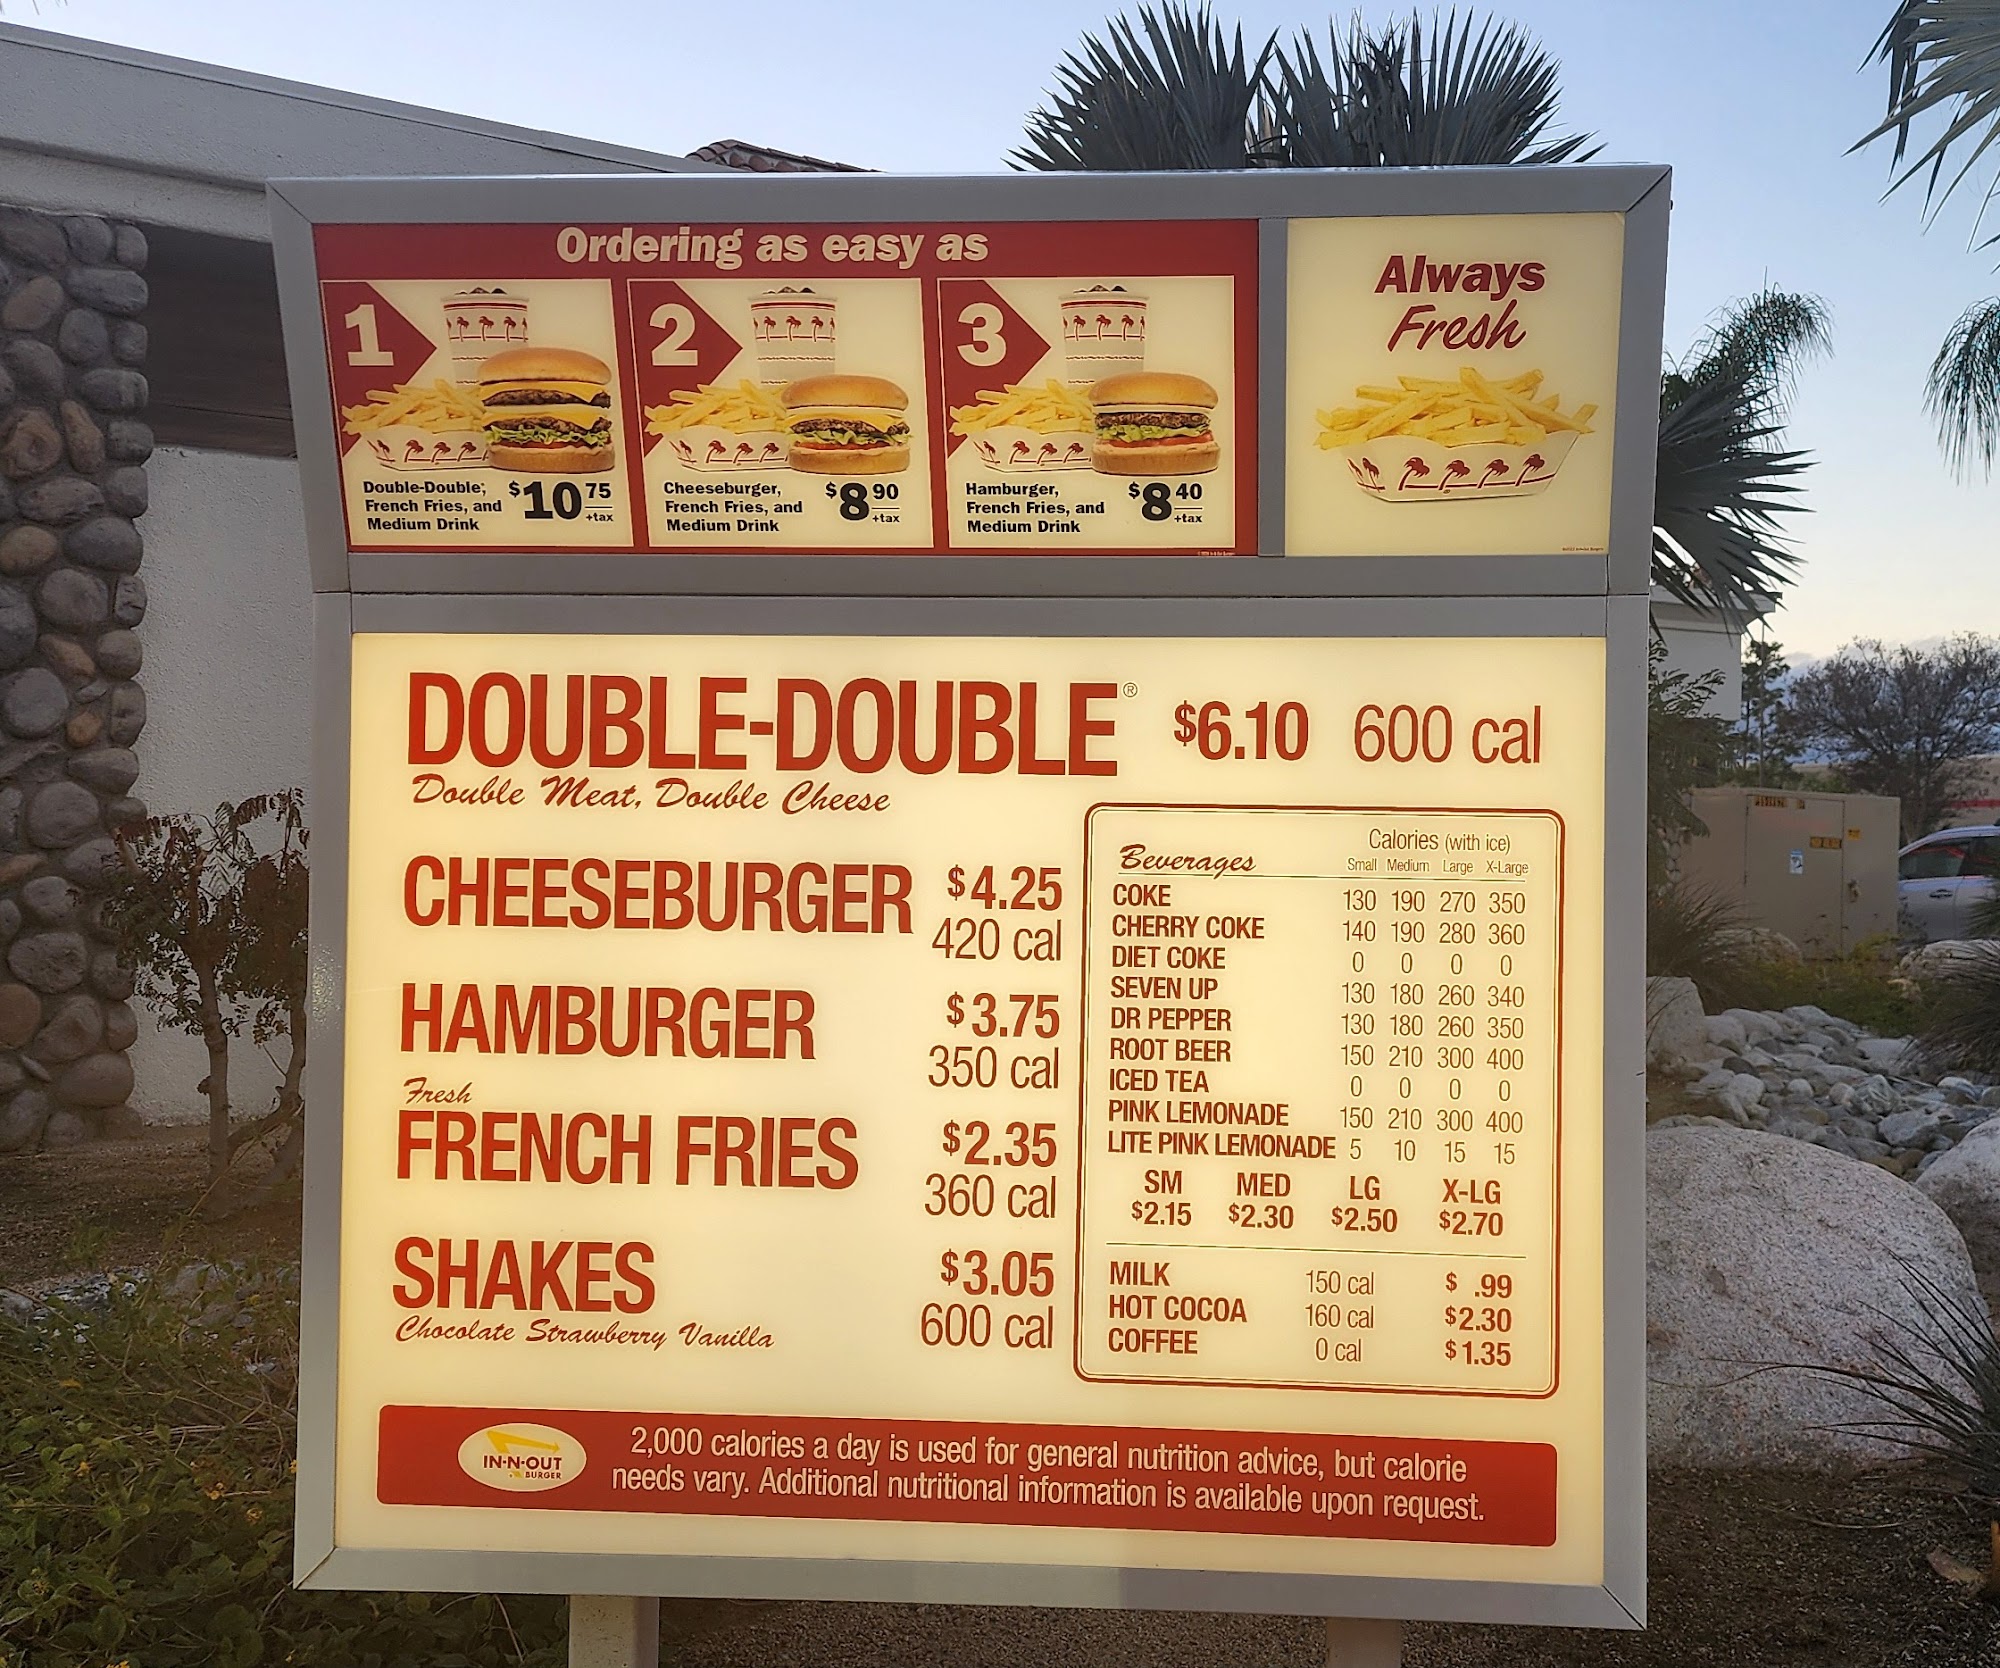 Ordering as easy as
1
Double-Double®,
French Fries, and
Medium Drink
$10 75
+tax
2
Cheeseburger,
French Fries, and
Medium Drink
$8 90
+tax
3
Hamburger,
French Fries, and
Medium Drink
$8 40
+tax
Always
Fresh
DOUBLE-DOUBLE® $6.10 600 cal
Double Meat, Double Cheese
CHEESEBURGER $4.25
420 cal
HAMBURGER $3.75
350 cal
Fresh
FRENCH FRIES $2.35
360 cal
SHAKES $3.05
Chocolate Strawberry Vanilla 600 cal
Calories (with ice)
Beverages Small Medium Large X-Large
COKE 130 190 270 350
CHERRY COKE 140 190 280 360
DIET COKE 0 0 0 0
SEVEN UP 130 180 260 340
DR PEPPER 130 180 260 350
ROOT BEER 150 210 300 400
ICED TEA 0 0 0 0
PINK LEMONADE 150 210 300 400
LITE PINK LEMONADE 5 10 15 15
SM MED LG X-LG
$2.15 $2.30 $2.50 $2.70
MILK 150 cal $ .99
HOT COCOA 160 cal $2.30
COFFEE 0 cal $1.35
IN-N-OUT
BURGER
2,000 calories a day is used for general nutrition advice, but calorie
needs vary. Additional nutritional information is available upon request.